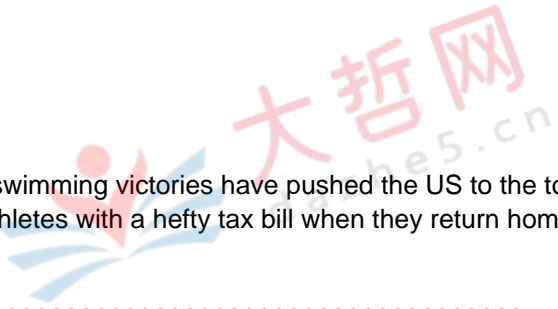 大哲网
dazhe5.cn
swimming victories have pushed the US to the to
hletes with a hefty tax bill when they return hom